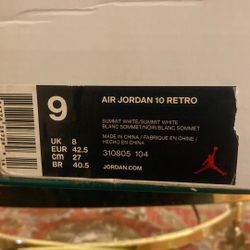 9
AIR JORDAN 10 RETRO
SUMMIT WHITE/SUMMIT WHITE
BLANC SOMMET/NOIR/BLANC SOMMET
UK 8
EUR 42.5
CM 27
BR 40.5
MADE IN CHINA / FABRIQUE EN CHINE /
HECHO EN CHINA
310805 104
JORDAN.COM